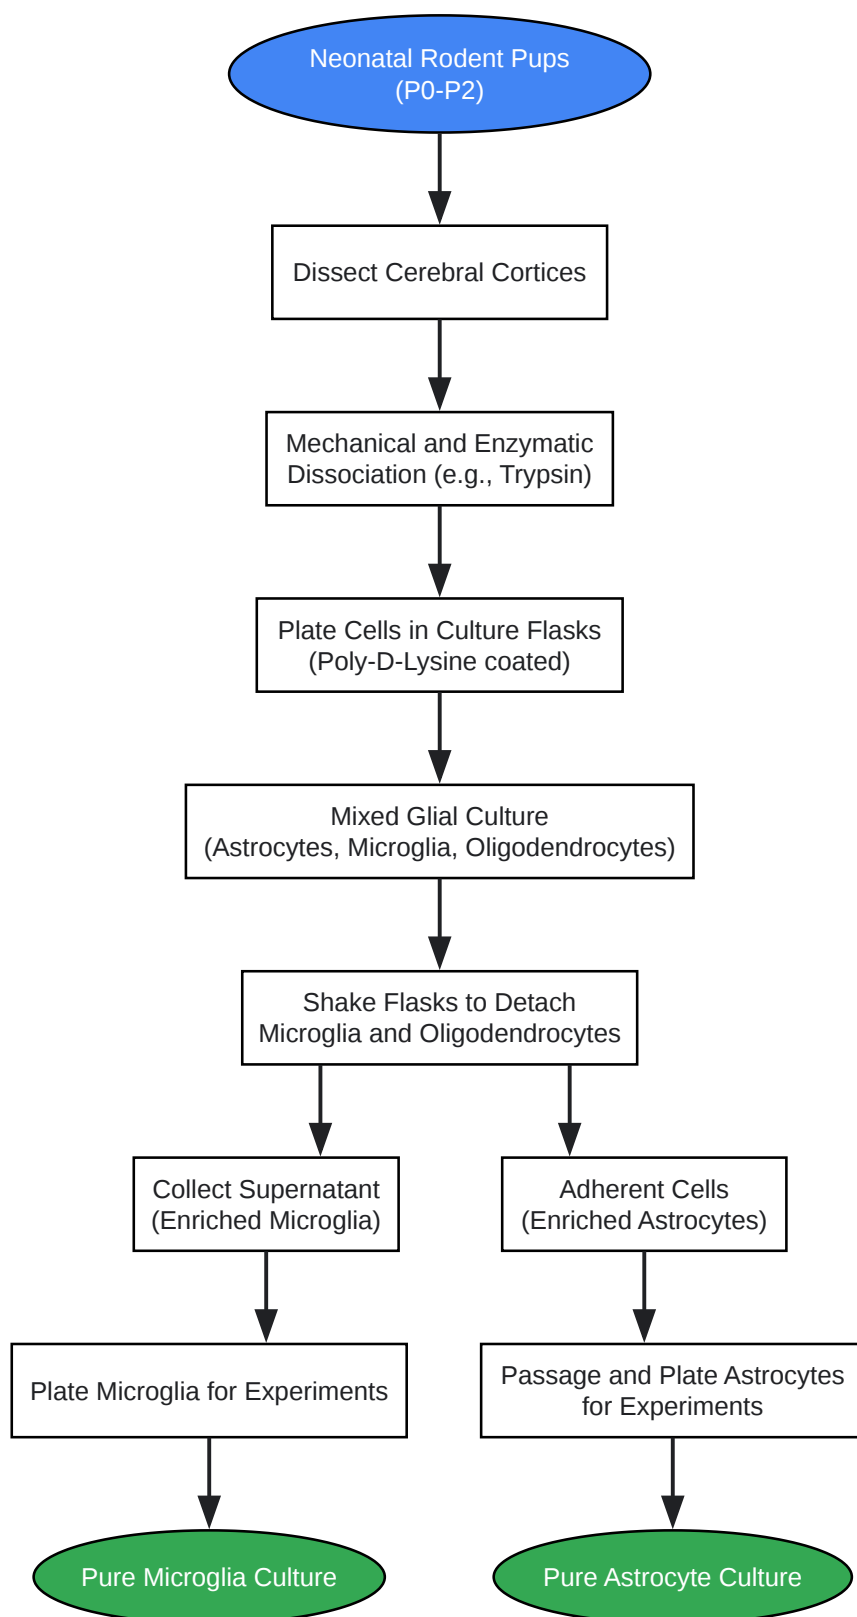 Neonatal Rodent Pups
(P0-P2)
Dissect Cerebral Cortices
Mechanical and Enzymatic
Dissociation (e.g., Trypsin)
Plate Cells in Culture Flasks
(Poly-D-Lysine coated)
Mixed Glial Culture
(Astrocytes, Microglia, Oligodendrocytes)
Shake Flasks to Detach
Microglia and Oligodendrocytes
Collect Supernatant
(Enriched Microglia)
Adherent Cells
(Enriched Astrocytes)
Plate Microglia for Experiments
Passage and Plate Astrocytes
for Experiments
Pure Microglia Culture
Pure Astrocyte Culture